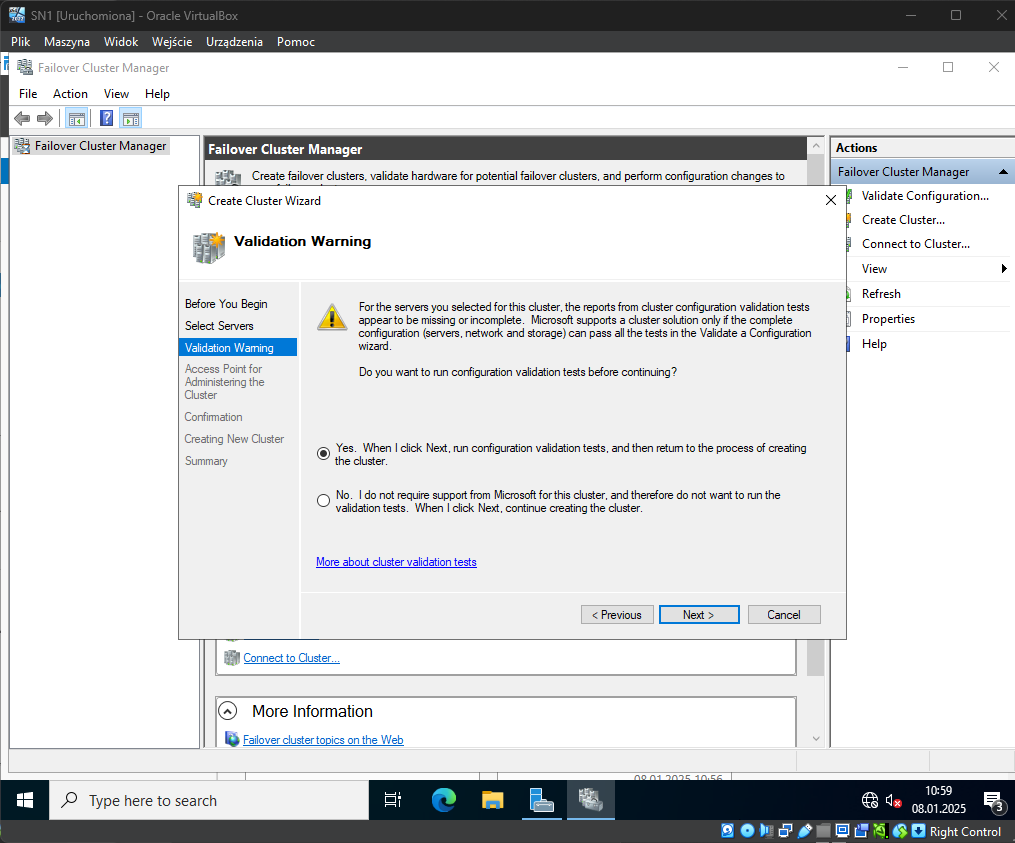 SN1 [Uruchomiona] - Oracle VirtualBox
Plik Maszyna Widok Wejście Urządzenia Pomoc
Failover Cluster Manager
File Action View Help
Failover Cluster Manager
Failover Cluster Manager
Create failover clusters, validate hardware for potential failover clusters, and perform configuration changes to
Actions
Failover Cluster Manager
Validate Configuration...
Create Cluster...
Connect to Cluster...
View
Refresh
Properties
Help
Create Cluster Wizard
Validation Warning
Before You Begin
Select Servers
Validation Warning
Access Point for
Administering the
Cluster
Confirmation
Creating New Cluster
Summary
For the servers you selected for this cluster, the reports from cluster configuration validation tests
appear to be missing or incomplete. Microsoft supports a cluster solution only if the complete
configuration (servers, network and storage) can pass all the tests in the Validate a Configuration
wizard.
Do you want to run configuration validation tests before continuing?
Yes. When I click Next, run configuration validation tests, and then return to the process of creating
the cluster.
No. I do not require support from Microsoft for this cluster, and therefore do not want to run the
validation tests. When I click Next, continue creating the cluster.
More about cluster validation tests
< Previous Next > Cancel
Connect to Cluster...
More Information
Failover cluster topics on the Web
08.01.2025 10:56
Type here to search
10:59
08.01.2025
3
Right Control